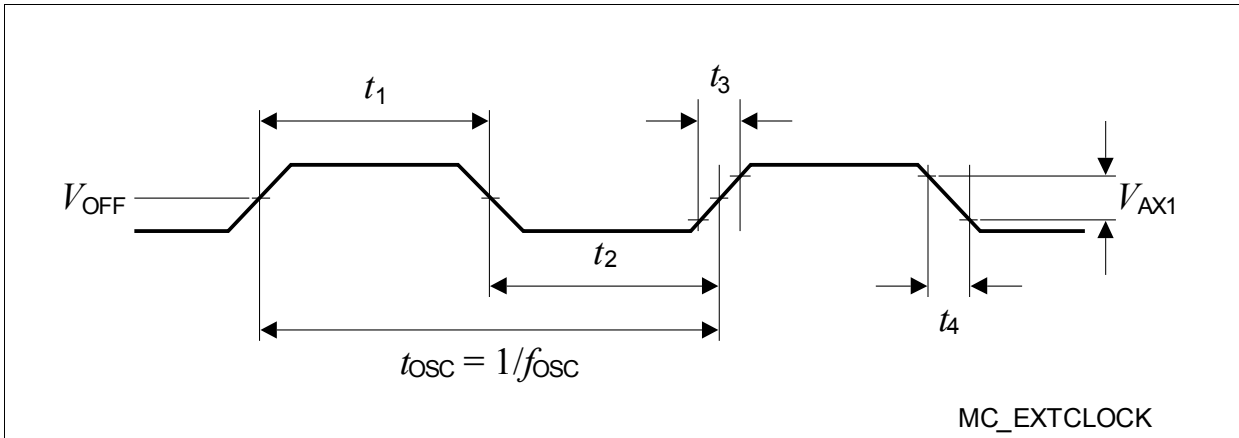 t1
t3
VOFF
VAX1
t2
t4
tOSC = 1/fOSC
MC_EXTCLOCK